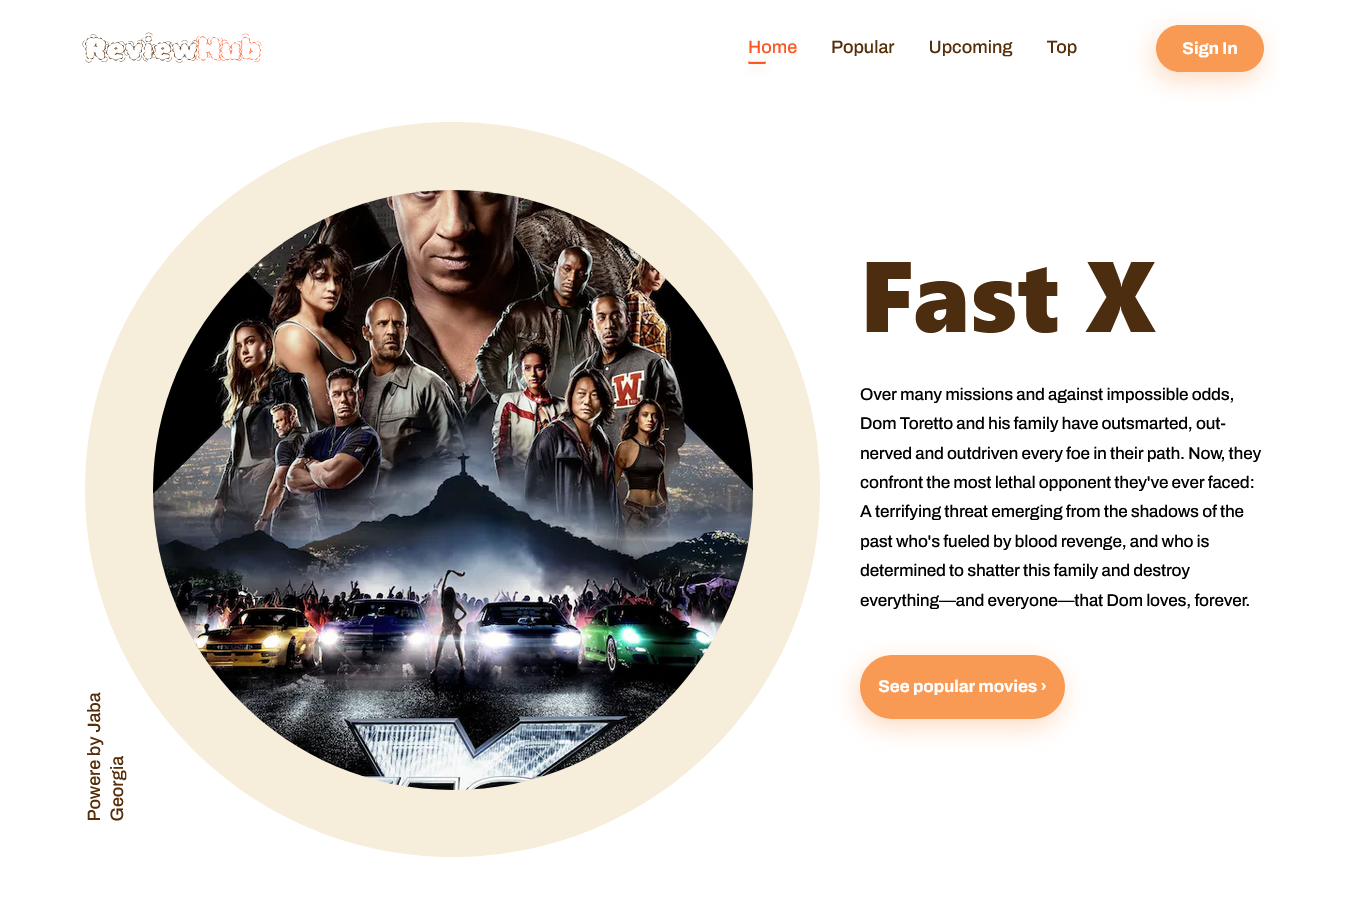 ReviewHub
Home
Popular
Upcoming
Top
Sign In
Fast X
Over many missions and against impossible odds,
Dom Toretto and his family have outsmarted, out-
nerved and outdriven every foe in their path. Now, they
confront the most lethal opponent they've ever faced:
A terrifying threat emerging from the shadows of the
past who's fueled by blood revenge, and who is
determined to shatter this family and destroy
everything—and everyone—that Dom loves, forever.
See popular movies ›
W
Powere by Jaba
Georgia